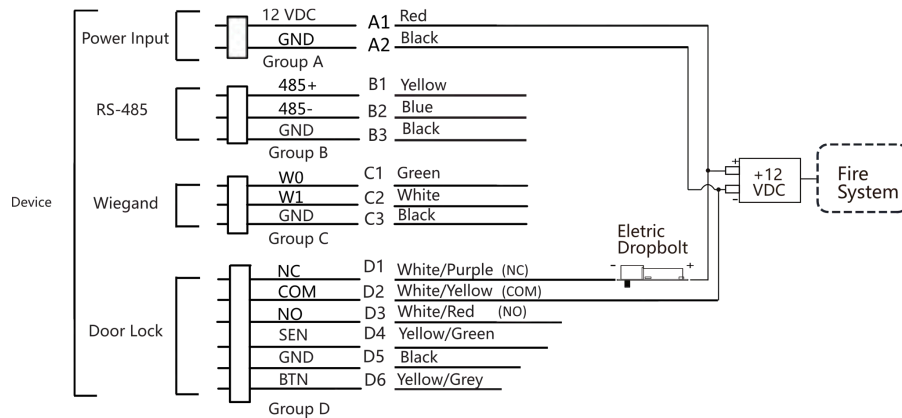 Device
Power Input
12 VDC A1 Red
GND A2 Black
Group A
RS-485
485+ B1 Yellow
485- B2 Blue
GND B3 Black
Group B
Wiegand
W0 C1 Green
W1 C2 White
GND C3 Black
Group C
Door Lock
NC D1 White/Purple (NC)
COM D2 White/Yellow (COM)
NO D3 White/Red (NO)
SEN D4 Yellow/Green
GND D5 Black
BTN D6 Yellow/Grey
Group D
Eletric
Dropbolt
- +
+
+12
VDC
-
Fire
System